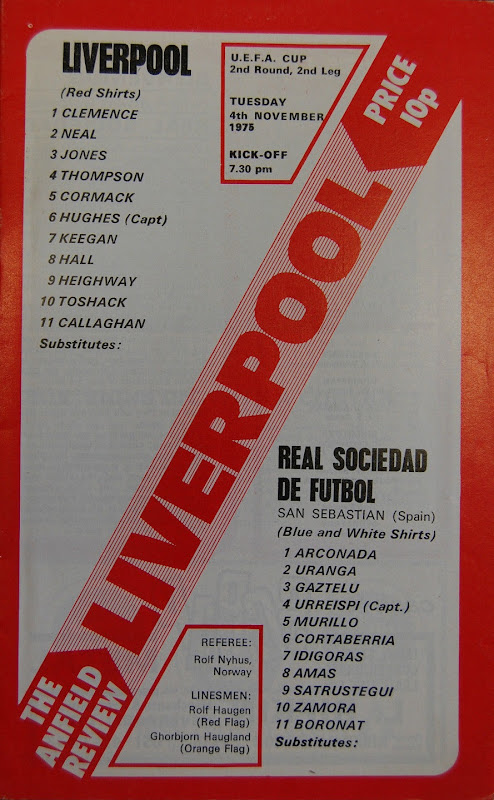 LIVERPOOL
(Red Shirts)
1 CLEMENCE
2 NEAL
3 JONES
4 THOMPSON
5 CORMACK
6 HUGHES (Capt)
7 KEEGAN
8 HALL
9 HEIGHWAY
10 TOSHACK
11 CALLAGHAN
Substitutes:
U.E.F.A. CUP
2nd Round, 2nd Leg
TUESDAY
4th NOVEMBER
1975
KICK-OFF
7.30 pm
PRICE
10p
LIVERPOOL
THE
ANFIELD
REVIEW
REAL SOCIEDAD
DE FUTBOL
SAN SEBASTIAN (Spain)
(Blue and White Shirts)
1 ARCONADA
2 URANGA
3 GAZTELU
4 URREISPI (Capt.)
5 MURILLO
6 CORTABERRIA
7 IDIGORAS
8 AMAS
9 SATRUSTEGUI
10 ZAMORA
11 BORONAT
Substitutes:
REFEREE:
Rolf Nyhus,
Norway
LINESMEN:
Rolf Haugen
(Red Flag)
Ghorbjorn Haugland
(Orange Flag)